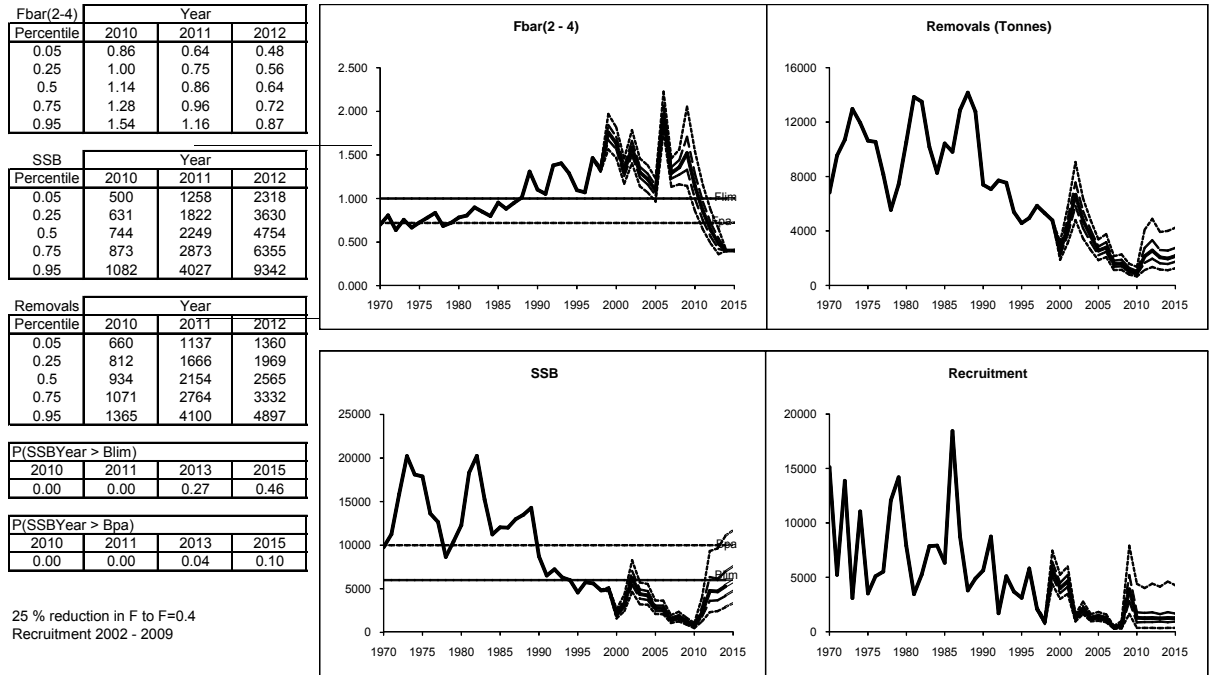 Fbar(2-4) Year
Percentile 2010 2011 2012
0.05 0.86 0.64 0.48
0.25 1.00 0.75 0.56
0.5 1.14 0.86 0.64
0.75 1.28 0.96 0.72
0.95 1.54 1.16 0.87
SSB Year
Percentile 2010 2011 2012
0.05 500 1258 2318
0.25 631 1822 3630
0.5 744 2249 4754
0.75 873 2873 6355
0.95 1082 4027 9342
Removals Year
Percentile 2010 2011 2012
0.05 660 1137 1360
0.25 812 1666 1969
0.5 934 2154 2565
0.75 1071 2764 3332
0.95 1365 4100 4897
P(SSBYear > Blim)
2010 2011 2013 2015
0.00 0.00 0.27 0.46
P(SSBYear > Bpa)
2010 2011 2013 2015
0.00 0.00 0.04 0.10
25 % reduction in F to F=0.4
Recruitment 2002 - 2009
Fbar(2 - 4)
2.500
2.000
1.500
1.000
0.500
0.000
Flim
Fpa
1970 1975 1980 1985 1990 1995 2000 2005 2010 2015
Removals (Tonnes)
16000
12000
8000
4000
0
1970 1975 1980 1985 1990 1995 2000 2005 2010 2015
SSB
25000
20000
15000
10000
5000
0
Bpa
Blim
1970 1975 1980 1985 1990 1995 2000 2005 2010 2015
Recruitment
20000
15000
10000
5000
0
1970 1975 1980 1985 1990 1995 2000 2005 2010 2015